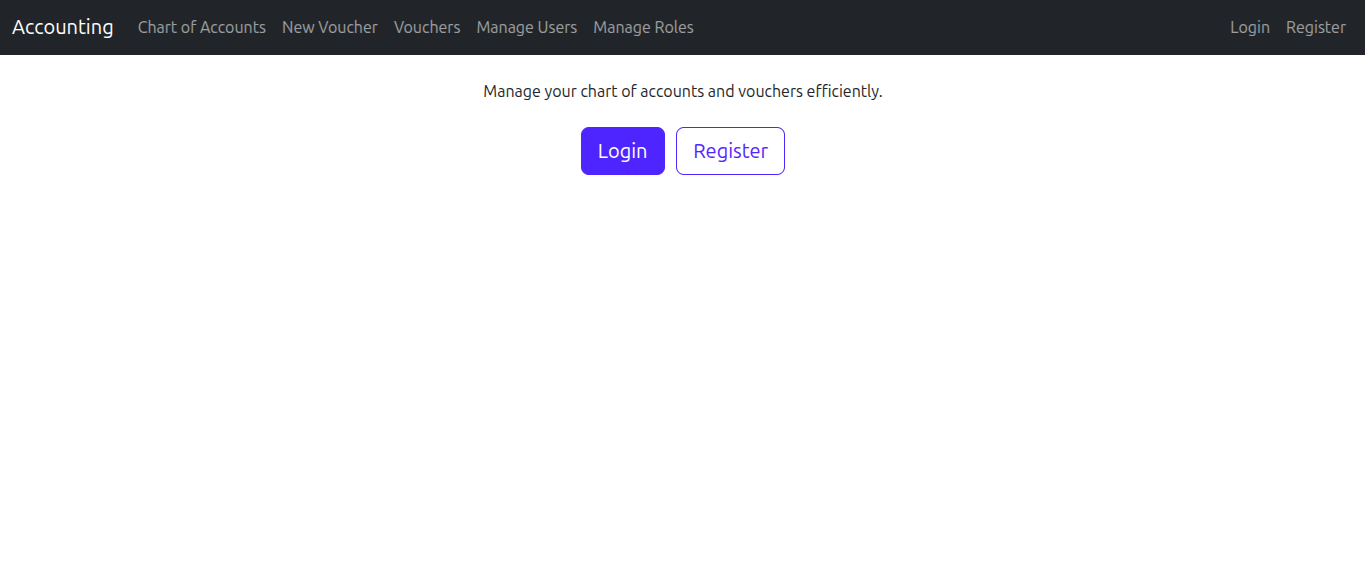 Accounting Chart of Accounts New Voucher Vouchers Manage Users Manage Roles Login Register
Manage your chart of accounts and vouchers efficiently.
Login Register